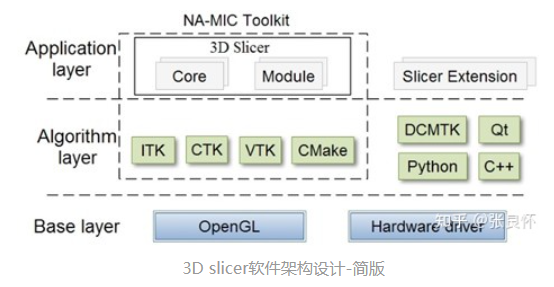 NA-MIC Toolkit
Application layer
3D Slicer
Core
Module
Slicer Extension
Algorithm layer
ITK
CTK
VTK
CMake
DCMTK
Qt
Python
C++
Base layer
OpenGL
Hardware driver
知乎 @张良怀
3D slicer软件架构设计-简版